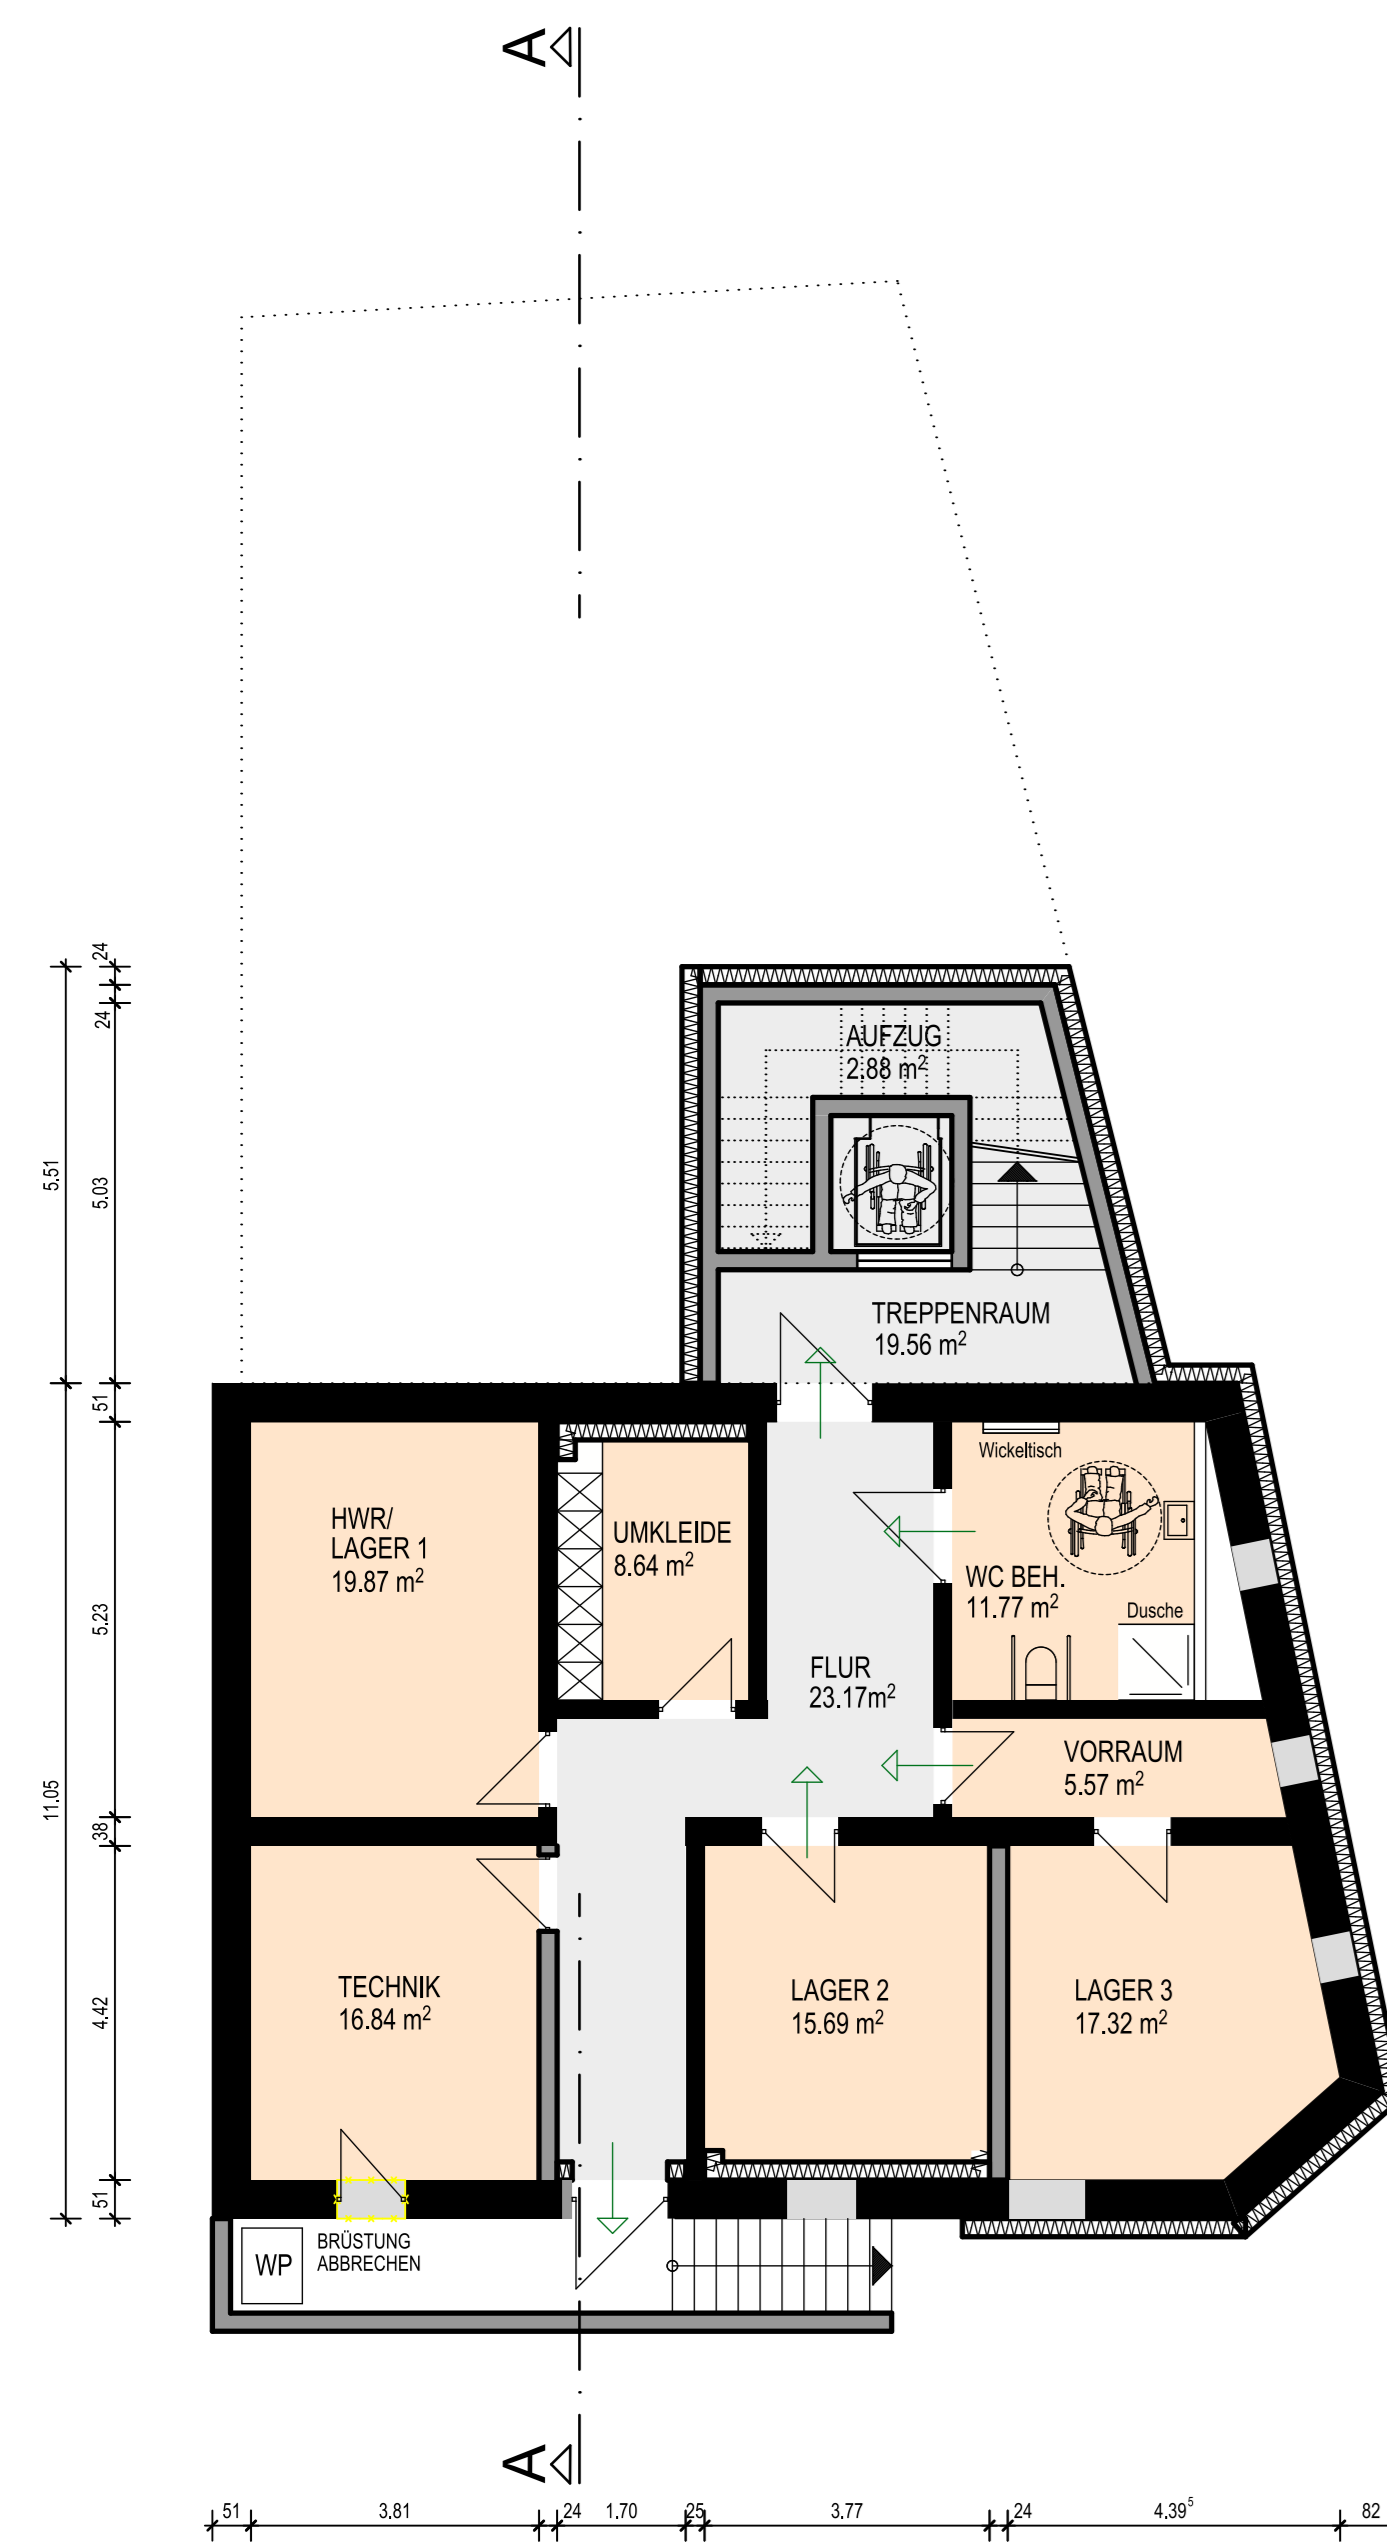 A
AUFZUG
2.88 m²
TREPPENRAUM
19.56 m²
Wickeltisch
HWR/
LAGER 1
19.87 m²
UMKLEIDE
8.64 m²
WC BEH.
11.77 m²
Dusche
FLUR
23.17m²
VORRAUM
5.57 m²
TECHNIK
16.84 m²
LAGER 2
15.69 m²
LAGER 3
17.32 m²
WP
BRÜSTUNG
ABBRECHEN
A
5.51
11.05
24
24
5.03
51
5.23
38
4.42
51
51
3.81
24
1.70
25
3.77
24
4.39⁵
82